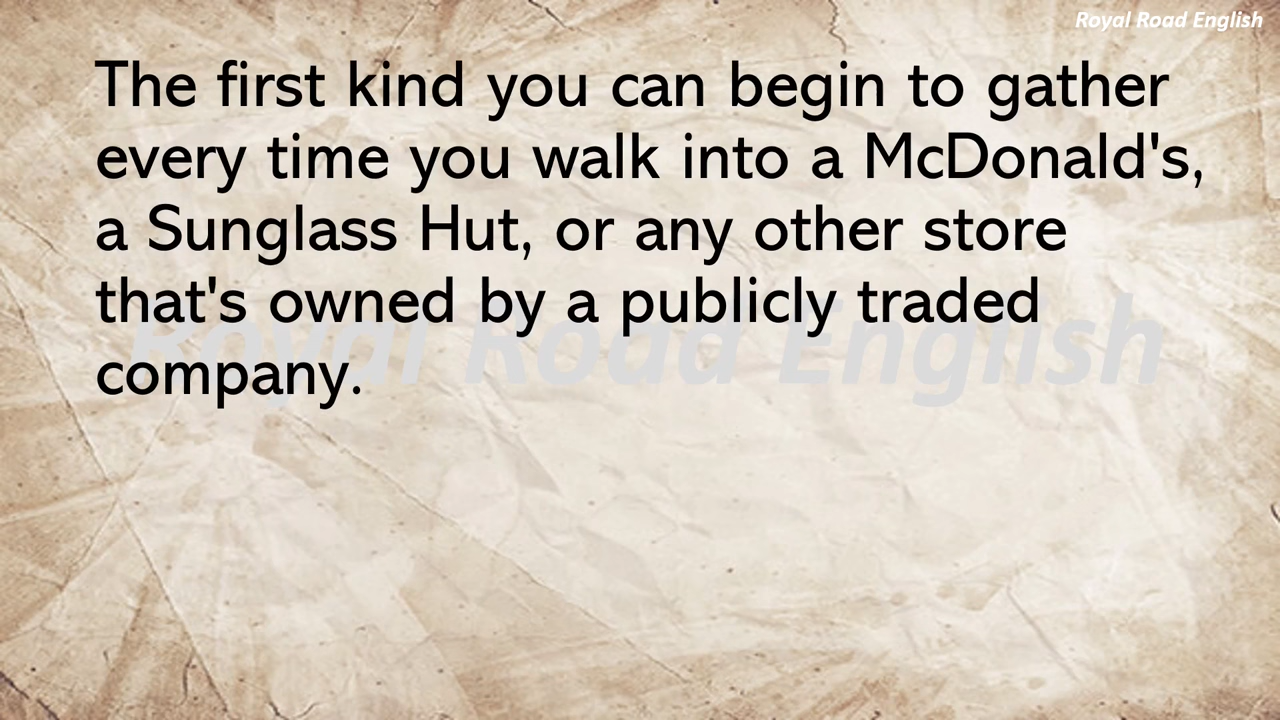 Royal Road English
The first kind you can begin to gather
every time you walk into a McDonald's,
a Sunglass Hut, or any other store
that's owned by a publicly traded
company.
Royal Road English